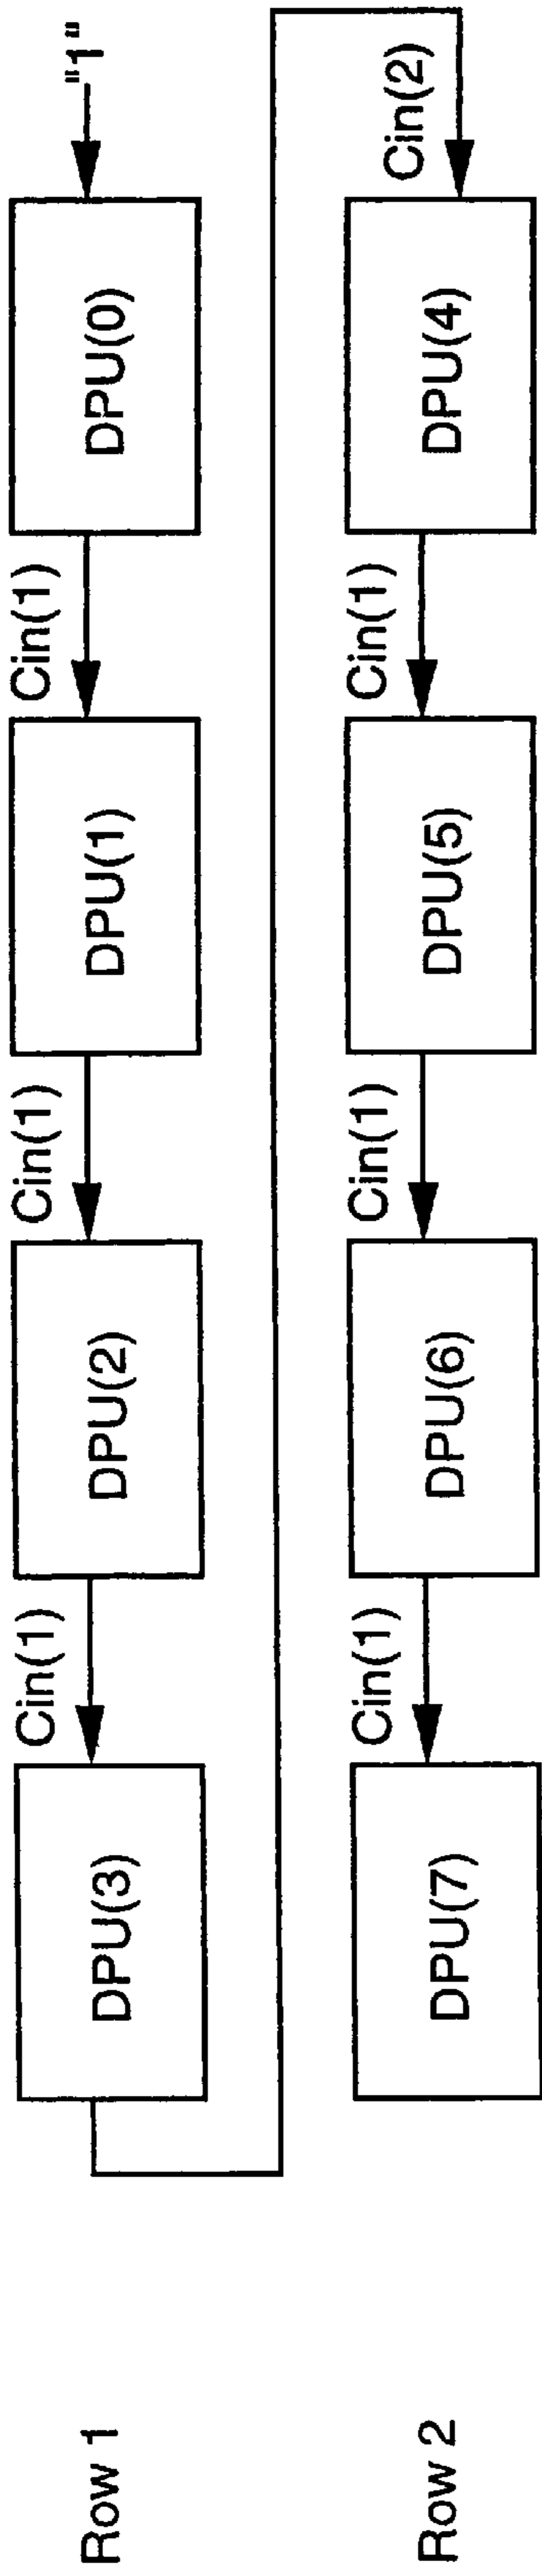 Row 1
DPU(3)
Cin(1)
DPU(2)
Cin(1)
DPU(1)
Cin(1)
DPU(0)
"1"
Row 2
DPU(7)
Cin(1)
DPU(6)
Cin(1)
DPU(5)
Cin(1)
DPU(4)
Cin(2)